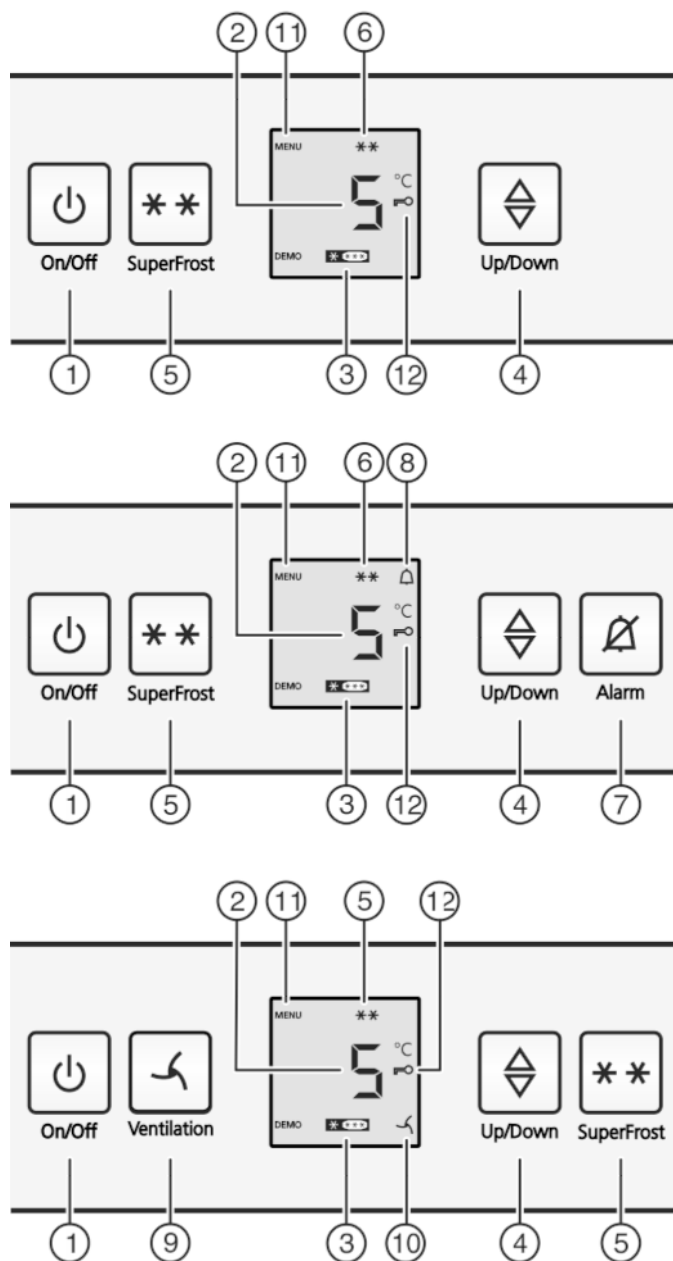 2 11 6
MENU
5 °C
DEMO
On/Off SuperFrost Up/Down
1 5 3 12 4
2 11 6 8
MENU
5 °C
DEMO
On/Off SuperFrost Up/Down Alarm
1 5 3 12 4 7
2 11 5 12
MENU
5 °C
DEMO
On/Off Ventilation Up/Down SuperFrost
1 9 3 10 4 5